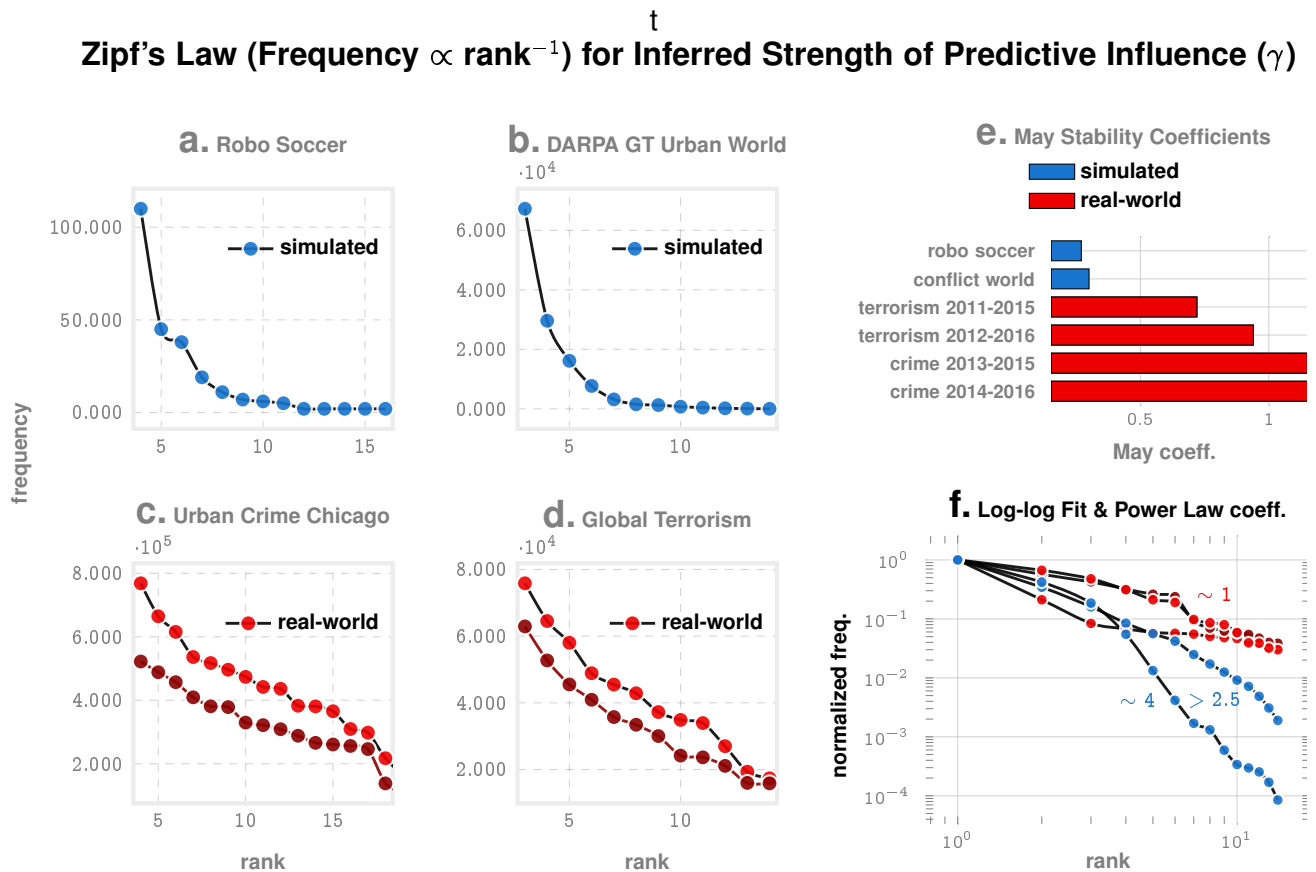 t
Zipf's Law (Frequency ∝ rank⁻¹) for Inferred Strength of Predictive Influence (γ)
a. Robo Soccer
100.000
50.000
0.000
simulated
5
10
15
b. DARPA GT Urban World
·10⁴
6.000
4.000
2.000
0.000
simulated
5
10
e. May Stability Coefficients
simulated
real-world
robo soccer
conflict world
terrorism 2011-2015
terrorism 2012-2016
crime 2013-2015
crime 2014-2016
0.5
1
May coeff.
frequency
c. Urban Crime Chicago
·10⁵
8.000
6.000
4.000
2.000
real-world
5
10
15
rank
d. Global Terrorism
·10⁴
8.000
6.000
4.000
2.000
real-world
5
10
rank
f. Log-log Fit & Power Law coeff.
normalized freq.
10⁰
10⁻¹
10⁻²
10⁻³
10⁻⁴
∼ 1
∼ 4
> 2.5
10⁰
10¹
rank